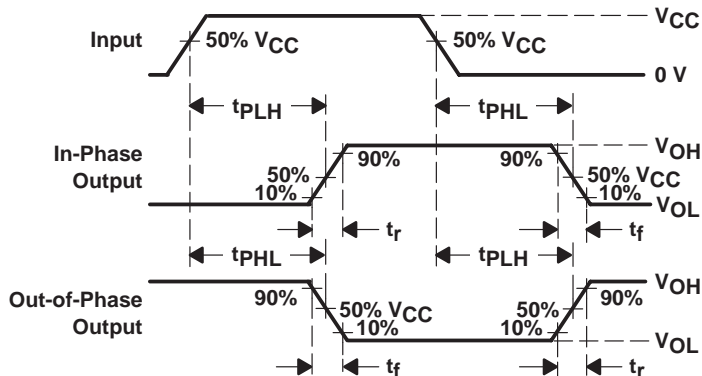 VCC
Input
50% VCC
50% VCC
0 V
tPLH
tPHL
In-Phase
Output
VOH
90%
90%
50%
50% VCC
10%
10%
VOL
tr
tf
tPHL
tPLH
Out-of-Phase
Output
VOH
90%
90%
50% VCC
50%
10%
10%
VOL
tf
tr